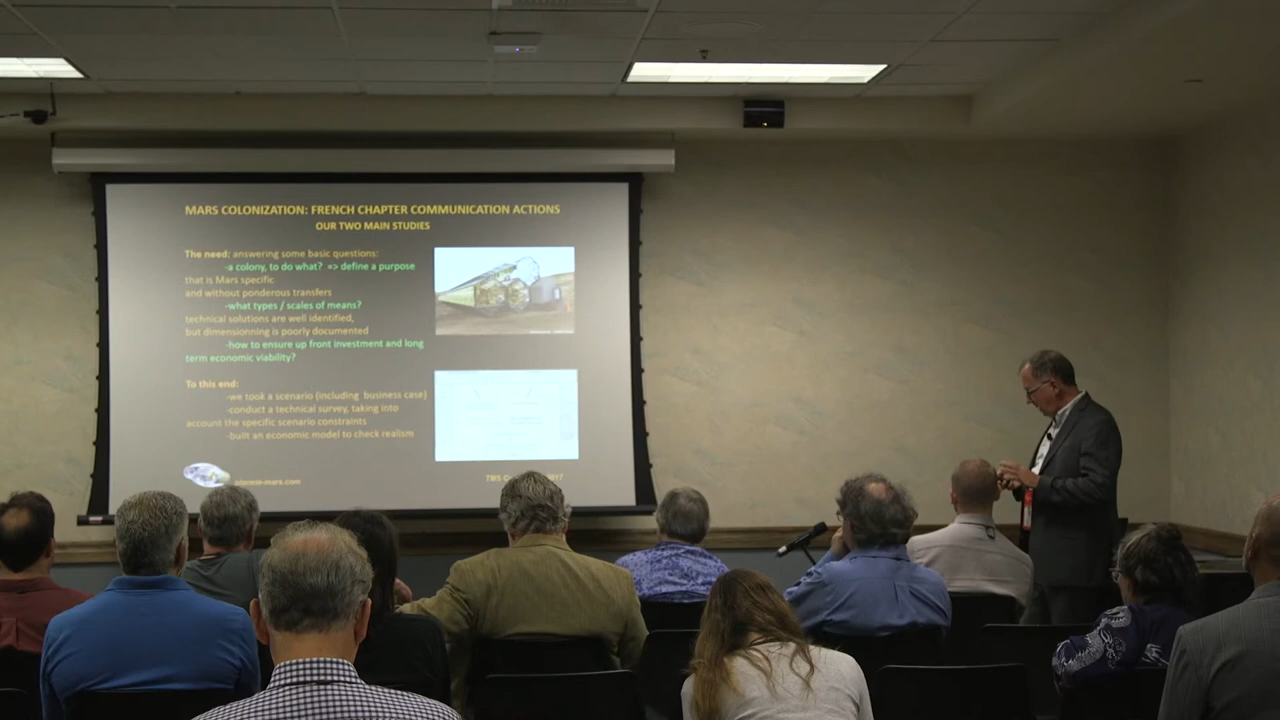 MARS COLONIZATION: FRENCH CHAPTER COMMUNICATION ACTIONS
OUR TWO MAIN STUDIES
The need: answering some basic questions:
-a colony, to do what? => define a purpose
that is Mars specific
and without ponderous transfers
-what types / scales of means?
technical solutions are well identified,
but dimensionning is poorly documented
-how to ensure up front investment and long
term economic viability?
To this end:
-we took a scenario (including business case)
-conduct a technical survey, taking into
account the specific scenario constraints
-built an economic model to check realism
planete-mars.com